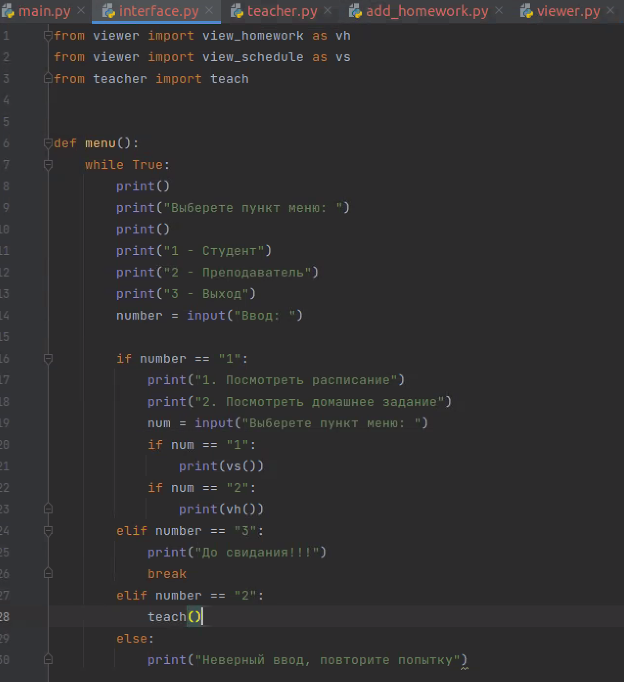 main.py interface.py teacher.py add_homework.py viewer.py
1 from viewer import view_homework as vh
2 from viewer import view_schedule as vs
3 from teacher import teach
4
5
6 def menu():
7 while True:
8 print()
9 print("Выберете пункт меню: ")
10 print()
11 print("1 - Студент")
12 print("2 - Преподаватель")
13 print("3 - Выход")
14 number = input("Ввод: ")
15
16 if number == "1":
17 print("1. Посмотреть расписание")
18 print("2. Посмотреть домашнее задание")
19 num = input("Выберете пункт меню: ")
20 if num == "1":
21 print(vs())
22 if num == "2":
23 print(vh())
24 elif number == "3":
25 print("До свидания!!!")
26 break
27 elif number == "2":
28 teach()
29 else:
30 print("Неверный ввод, повторите попытку")